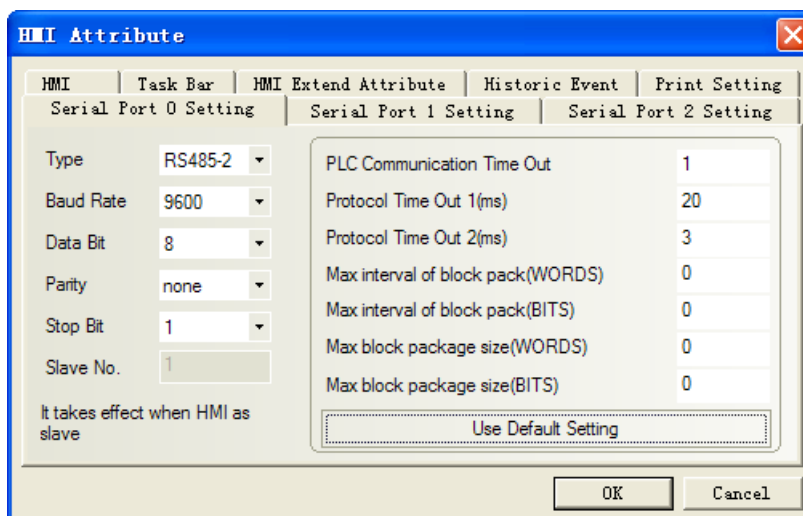 HMI Attribute
HMI Task Bar HMI Extend Attribute Historic Event Print Setting
Serial Port 0 Setting Serial Port 1 Setting Serial Port 2 Setting
Type RS485-2
Baud Rate 9600
Data Bit 8
Parity none
Stop Bit 1
Slave No. 1
It takes effect when HMI as
slave
PLC Communication Time Out 1
Protocol Time Out 1(ms) 20
Protocol Time Out 2(ms) 3
Max interval of block pack(WORDS) 0
Max interval of block pack(BITS) 0
Max block package size(WORDS) 0
Max block package size(BITS) 0
Use Default Setting
OK Cancel